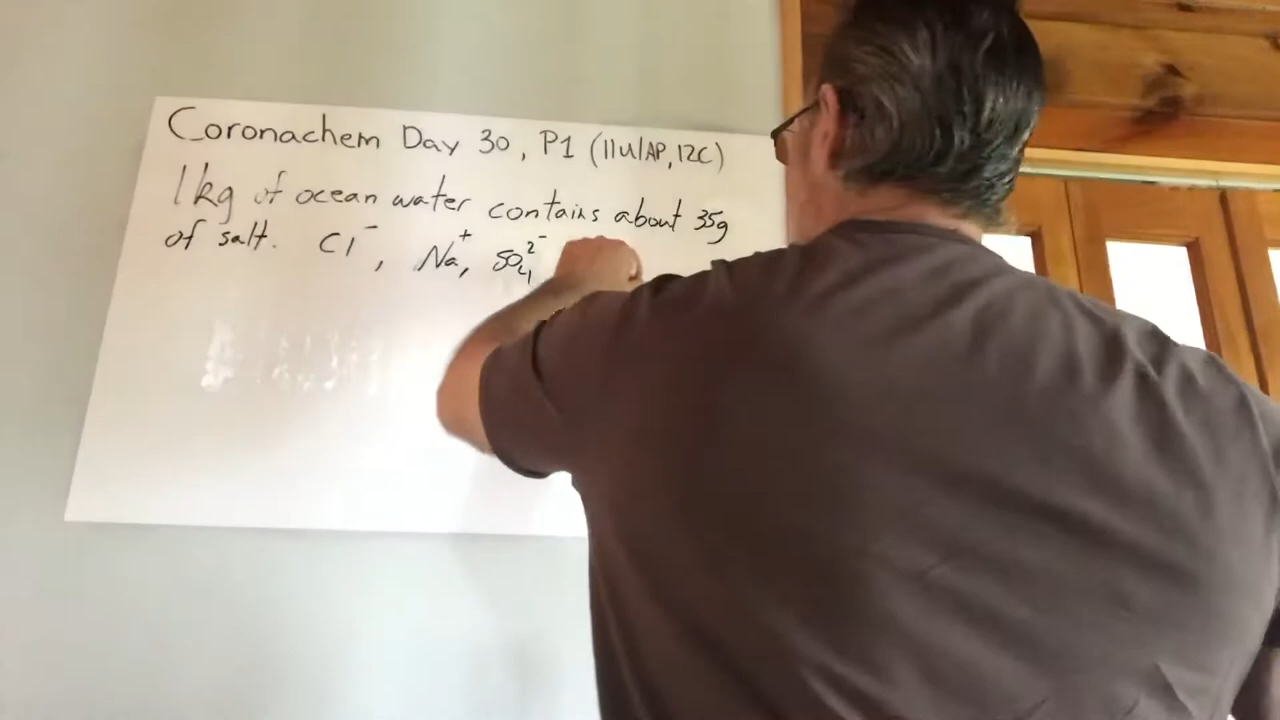 Coronachem Day 30, P1 (11U/AP, 12C)
1kg of ocean water contains about 35g
of salt. Cl⁻, Na⁺, SO₄²⁻